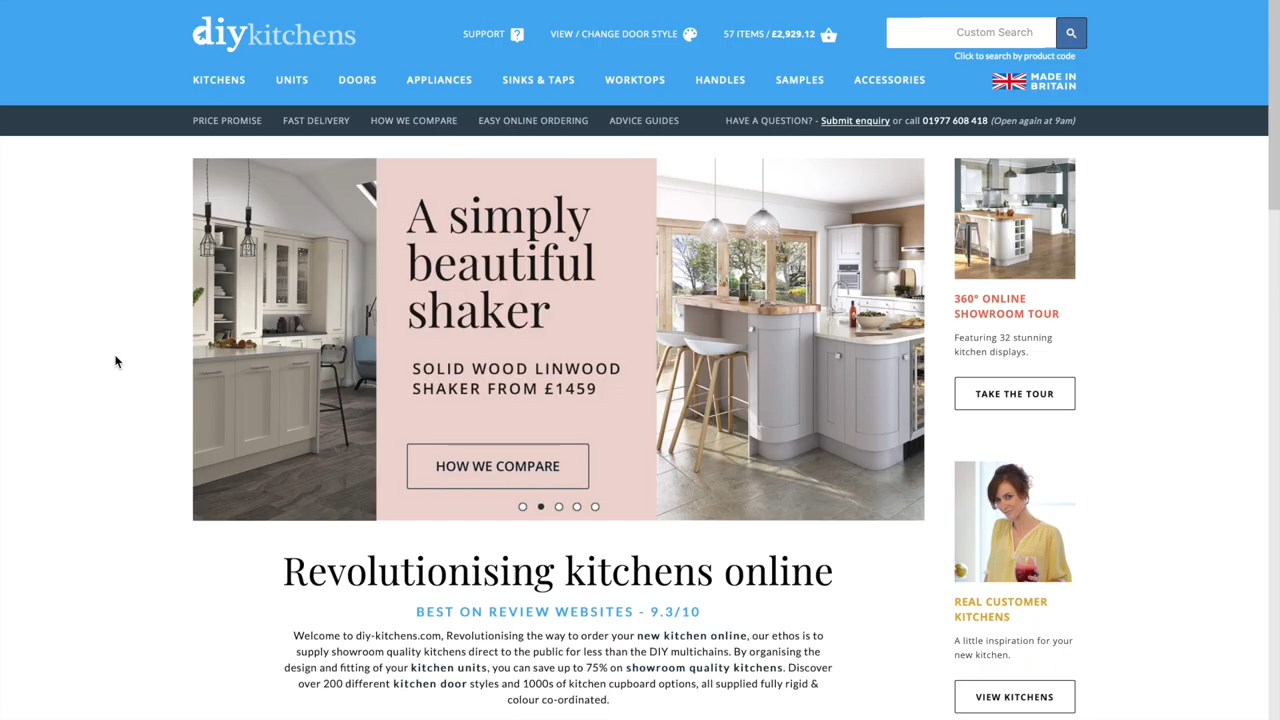 diykitchens
SUPPORT
VIEW / CHANGE DOOR STYLE
57 ITEMS / £2,929.12
Custom Search
Click to search by product code
KITCHENS
UNITS
DOORS
APPLIANCES
SINKS & TAPS
WORKTOPS
HANDLES
SAMPLES
ACCESSORIES
MADE IN
BRITAIN
PRICE PROMISE
FAST DELIVERY
HOW WE COMPARE
EASY ONLINE ORDERING
ADVICE GUIDES
HAVE A QUESTION? - Submit enquiry or call 01977 608 418 (Open again at 9am)
A simply
beautiful
shaker
SOLID WOOD LINWOOD
SHAKER FROM £1459
HOW WE COMPARE
360° ONLINE
SHOWROOM TOUR
Featuring 32 stunning
kitchen displays.
TAKE THE TOUR
REAL CUSTOMER
KITCHENS
A little inspiration for your
new kitchen.
VIEW KITCHENS
Revolutionising kitchens online
BEST ON REVIEW WEBSITES - 9.3/10
Welcome to diy-kitchens.com, Revolutionising the way to order your new kitchen online, our ethos is to
supply showroom quality kitchens direct to the public for less than the DIY multichains. By organising the
design and fitting of your kitchen units, you can save up to 75% on showroom quality kitchens. Discover
over 200 different kitchen door styles and 1000s of kitchen cupboard options, all supplied fully rigid &
colour co-ordinated.